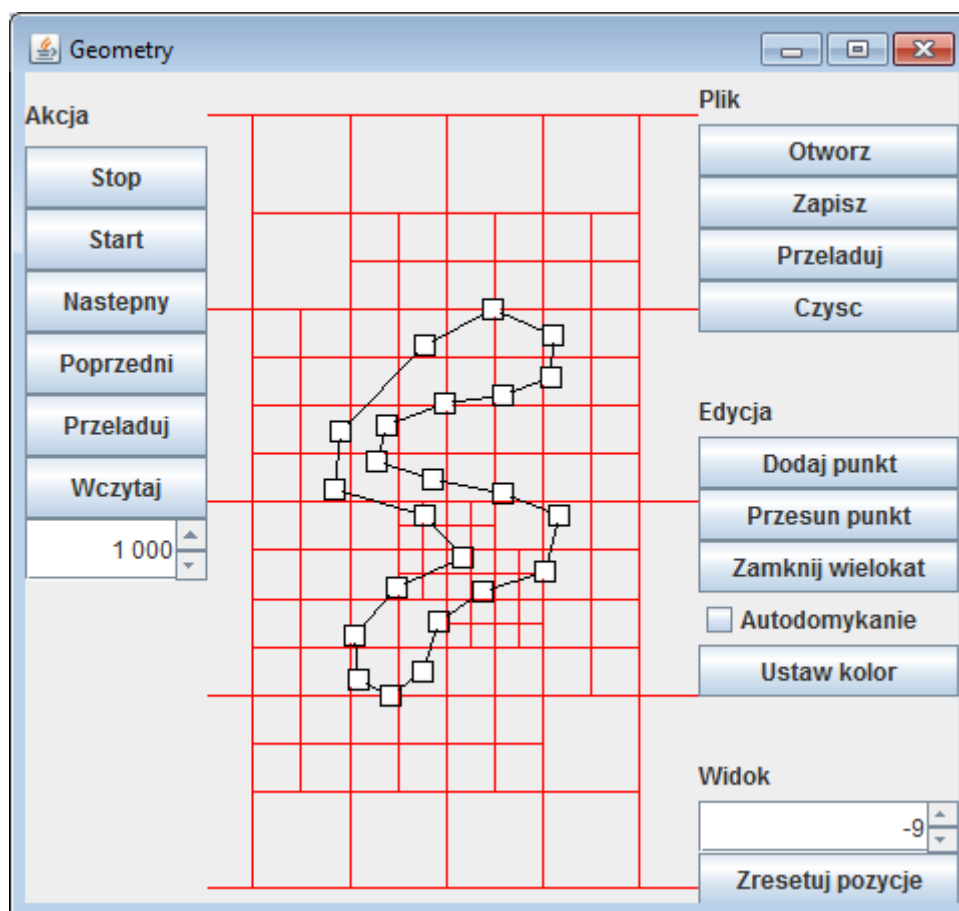 Geometry
Akcja
Stop
Start
Nastepny
Poprzedni
Przeladuj
Wczytaj
1 000
Plik
Otworz
Zapisz
Przeladuj
Czysc
Edycja
Dodaj punkt
Przesun punkt
Zamknij wielokat
Autodomykanie
Ustaw kolor
Widok
-9
Zresetuj pozycje